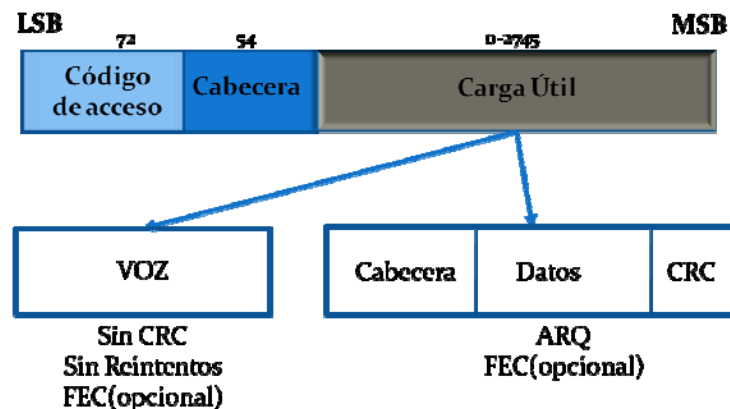 LSB
MSB
72
54
0-2745
Código
de acceso
Cabecera
Carga Útil
VOZ
Cabecera
Datos
CRC
Sin CRC
Sin Reintentos
FEC(opcional)
ARQ
FEC(opcional)